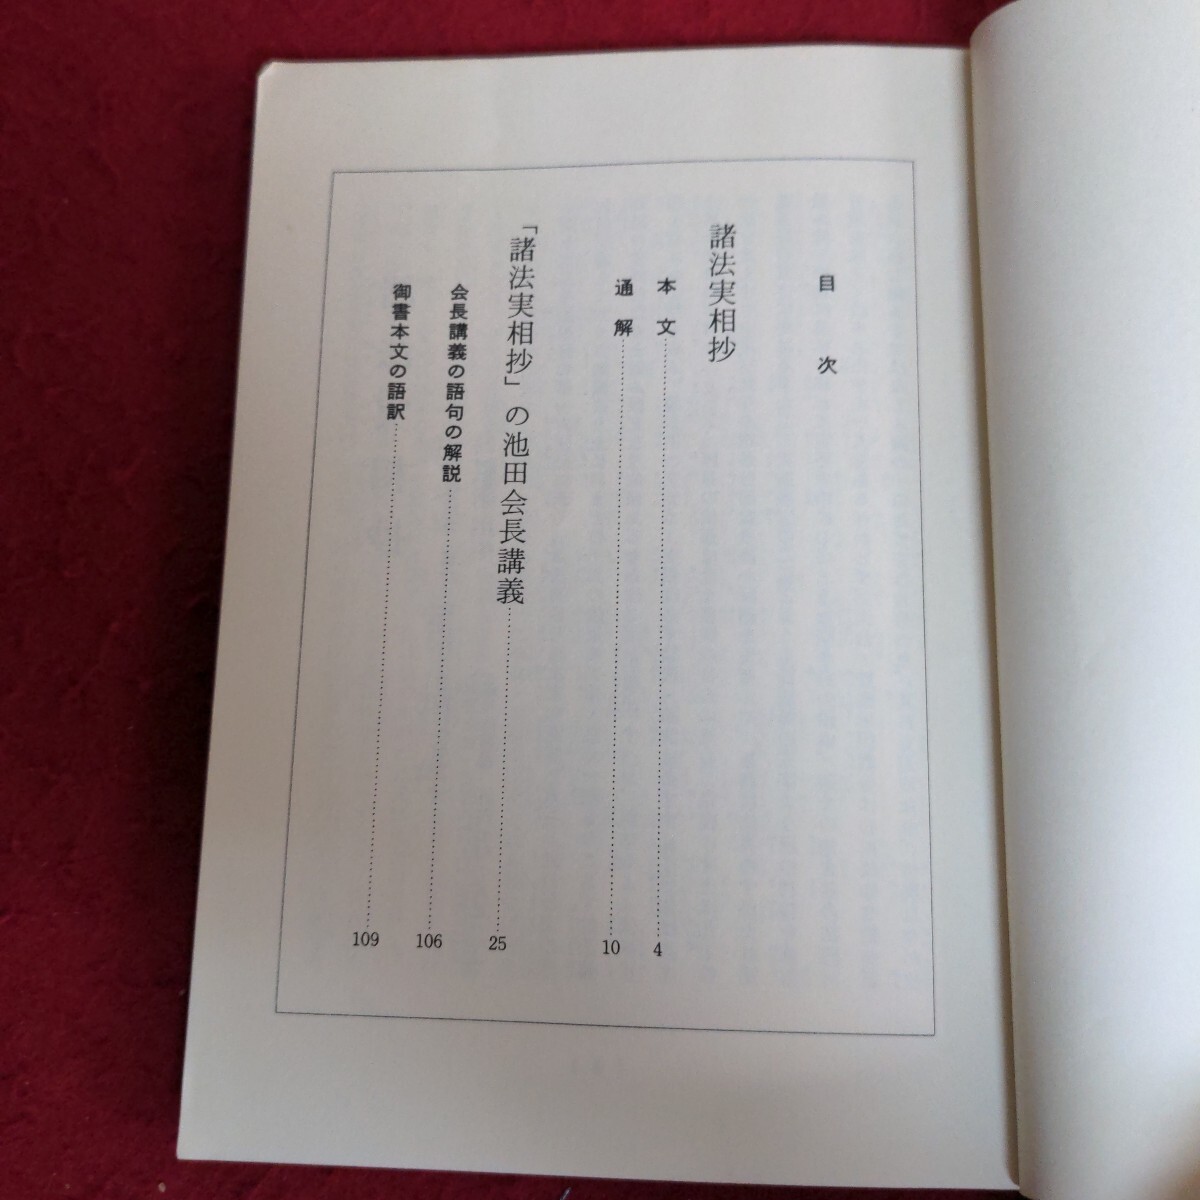 目次
諸法実相抄
本文……………………4
通解……………………10
「諸法実相抄」の池田会長講義……………………25
会長講義の語句の解説……………………106
御書本文の語訳……………………109